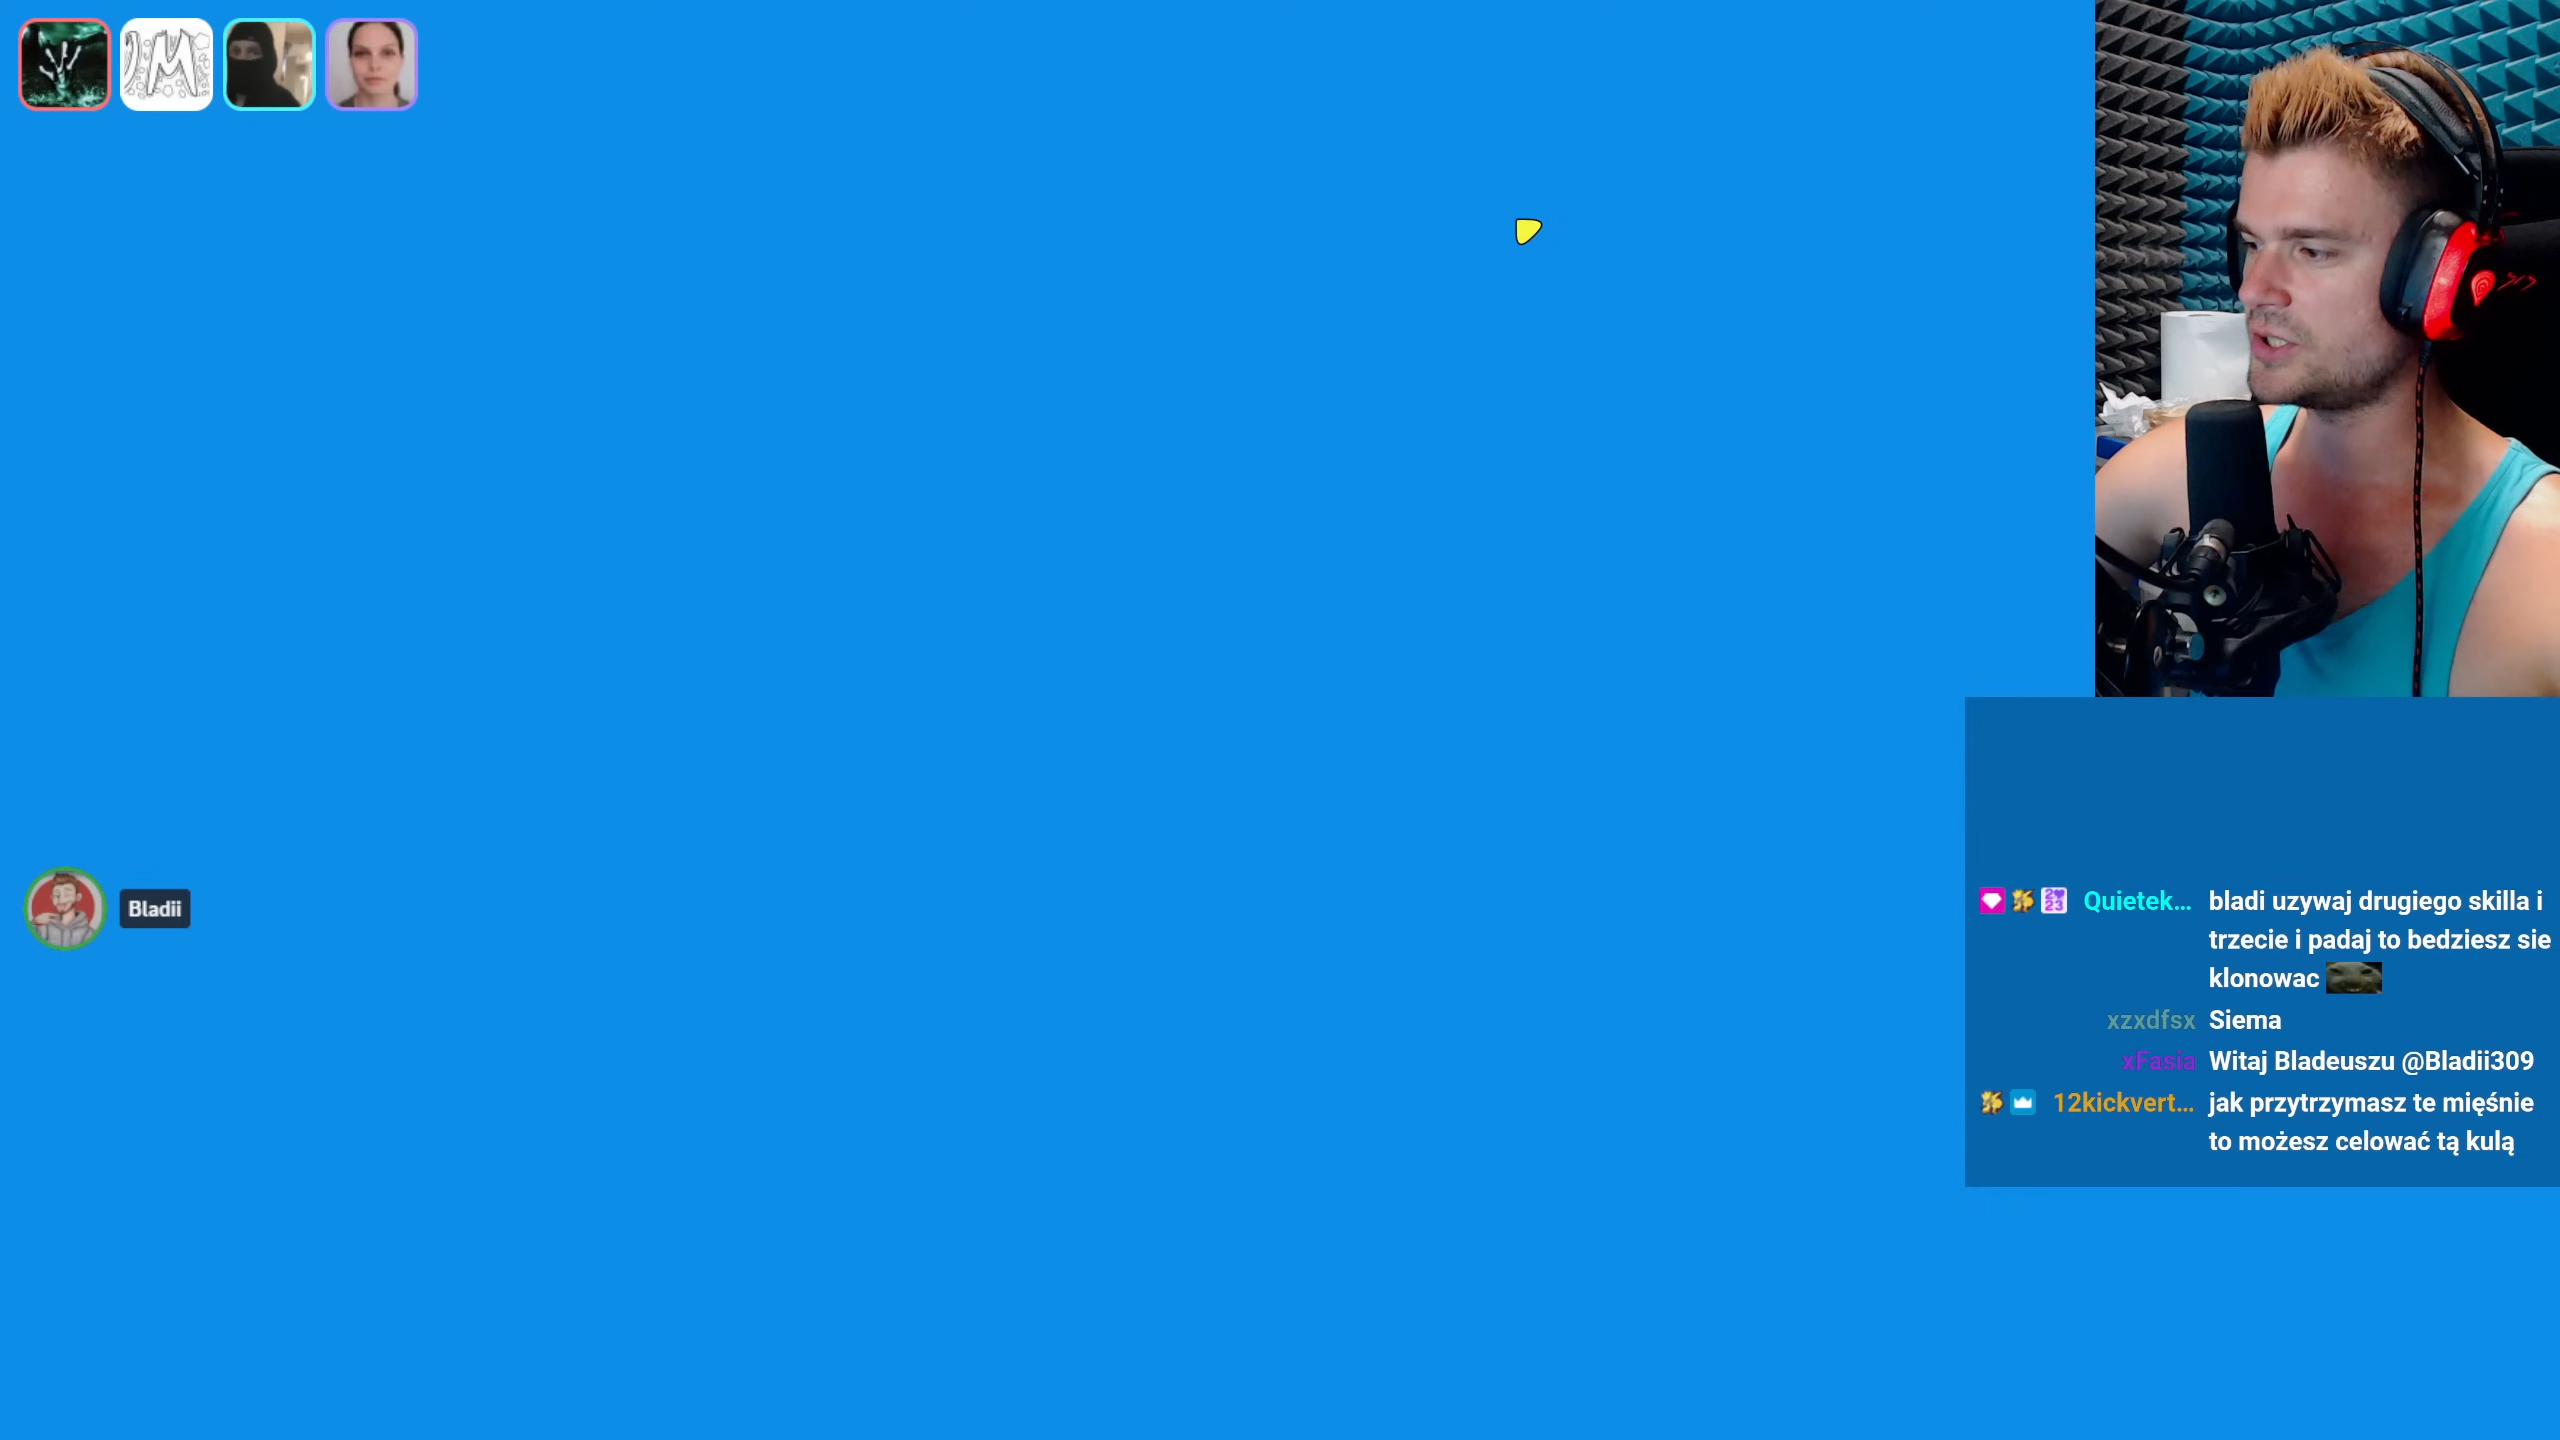 Bladii
Quietek... bladi uzywaj drugiego skilla i
trzecie i padaj to bedziesz sie
klonowac
xzxdfsx Siema
xFasia Witaj Bladeuszu @Bladii309
12kickvert... jak przytrzymasz te mięśnie
to możesz celować tą kulą